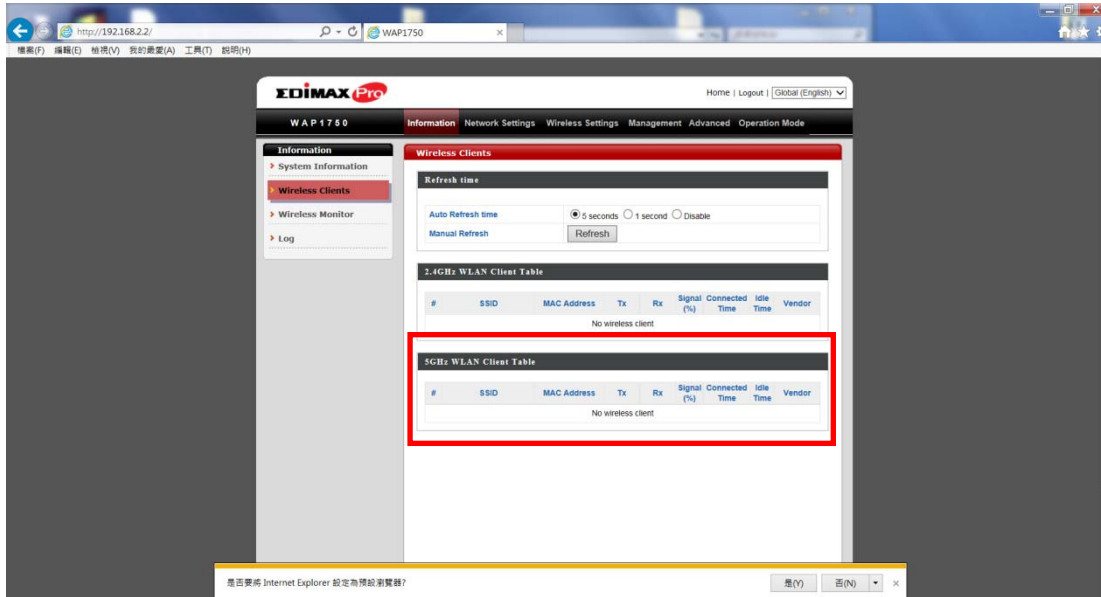 http://192.168.2.2/
WAP1750
檔案(F) 編輯(E) 檢視(V) 我的最愛(A) 工具(T) 說明(H)
EDIMAX Pro
Home | Logout | Global (English)
WAP1750
Information Network Settings Wireless Settings Management Advanced Operation Mode
Information
System Information
Wireless Clients
Wireless Monitor
Log
Wireless Clients
Refresh time
Auto Refresh time 5 seconds 1 second Disable
Manual Refresh Refresh
2.4GHz WLAN Client Table
# SSID MAC Address Tx Rx Signal (%) Connected Time Idle Time Vendor
No wireless client
5GHz WLAN Client Table
# SSID MAC Address Tx Rx Signal (%) Connected Time Idle Time Vendor
No wireless client
是否要將 Internet Explorer 設定為預設瀏覽器? 是(Y) 否(N)